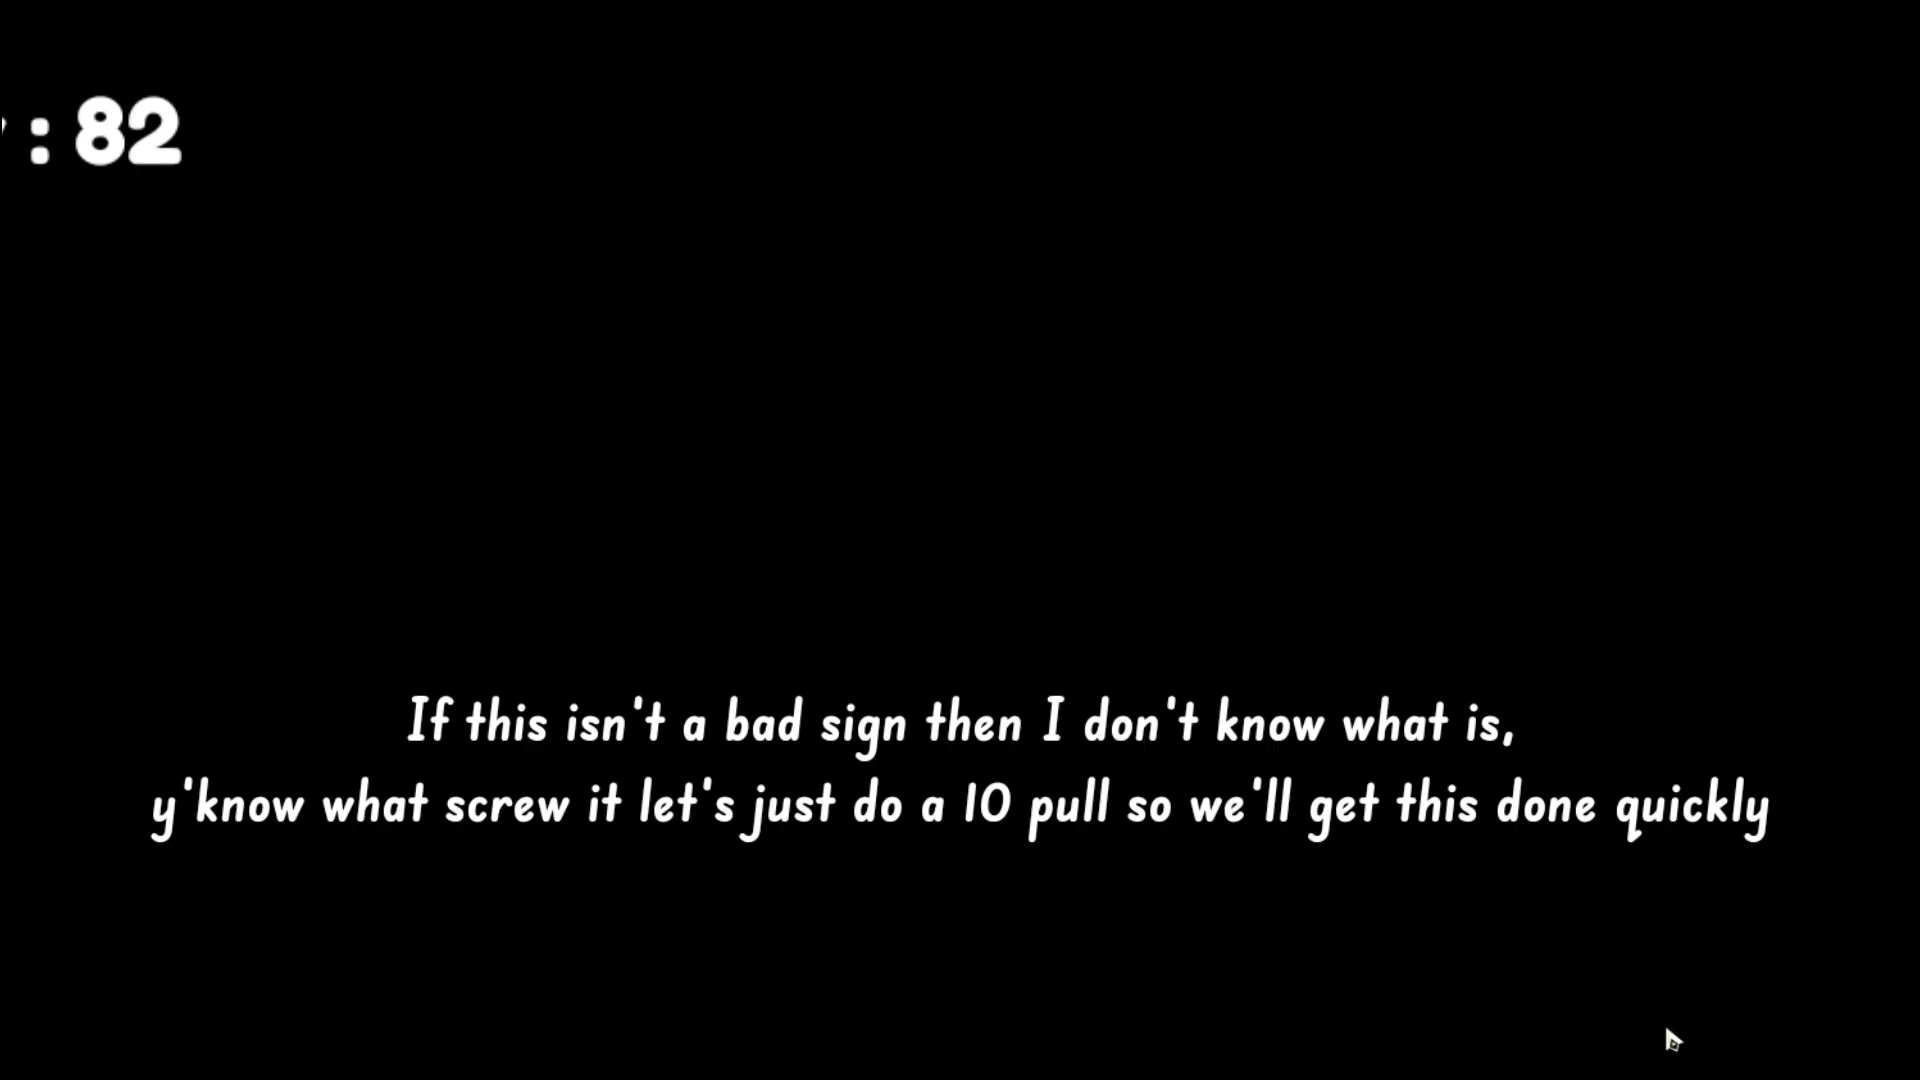 : 82
If this isn't a bad sign then I don't know what is,
y'know what screw it let's just do a 10 pull so we'll get this done quickly